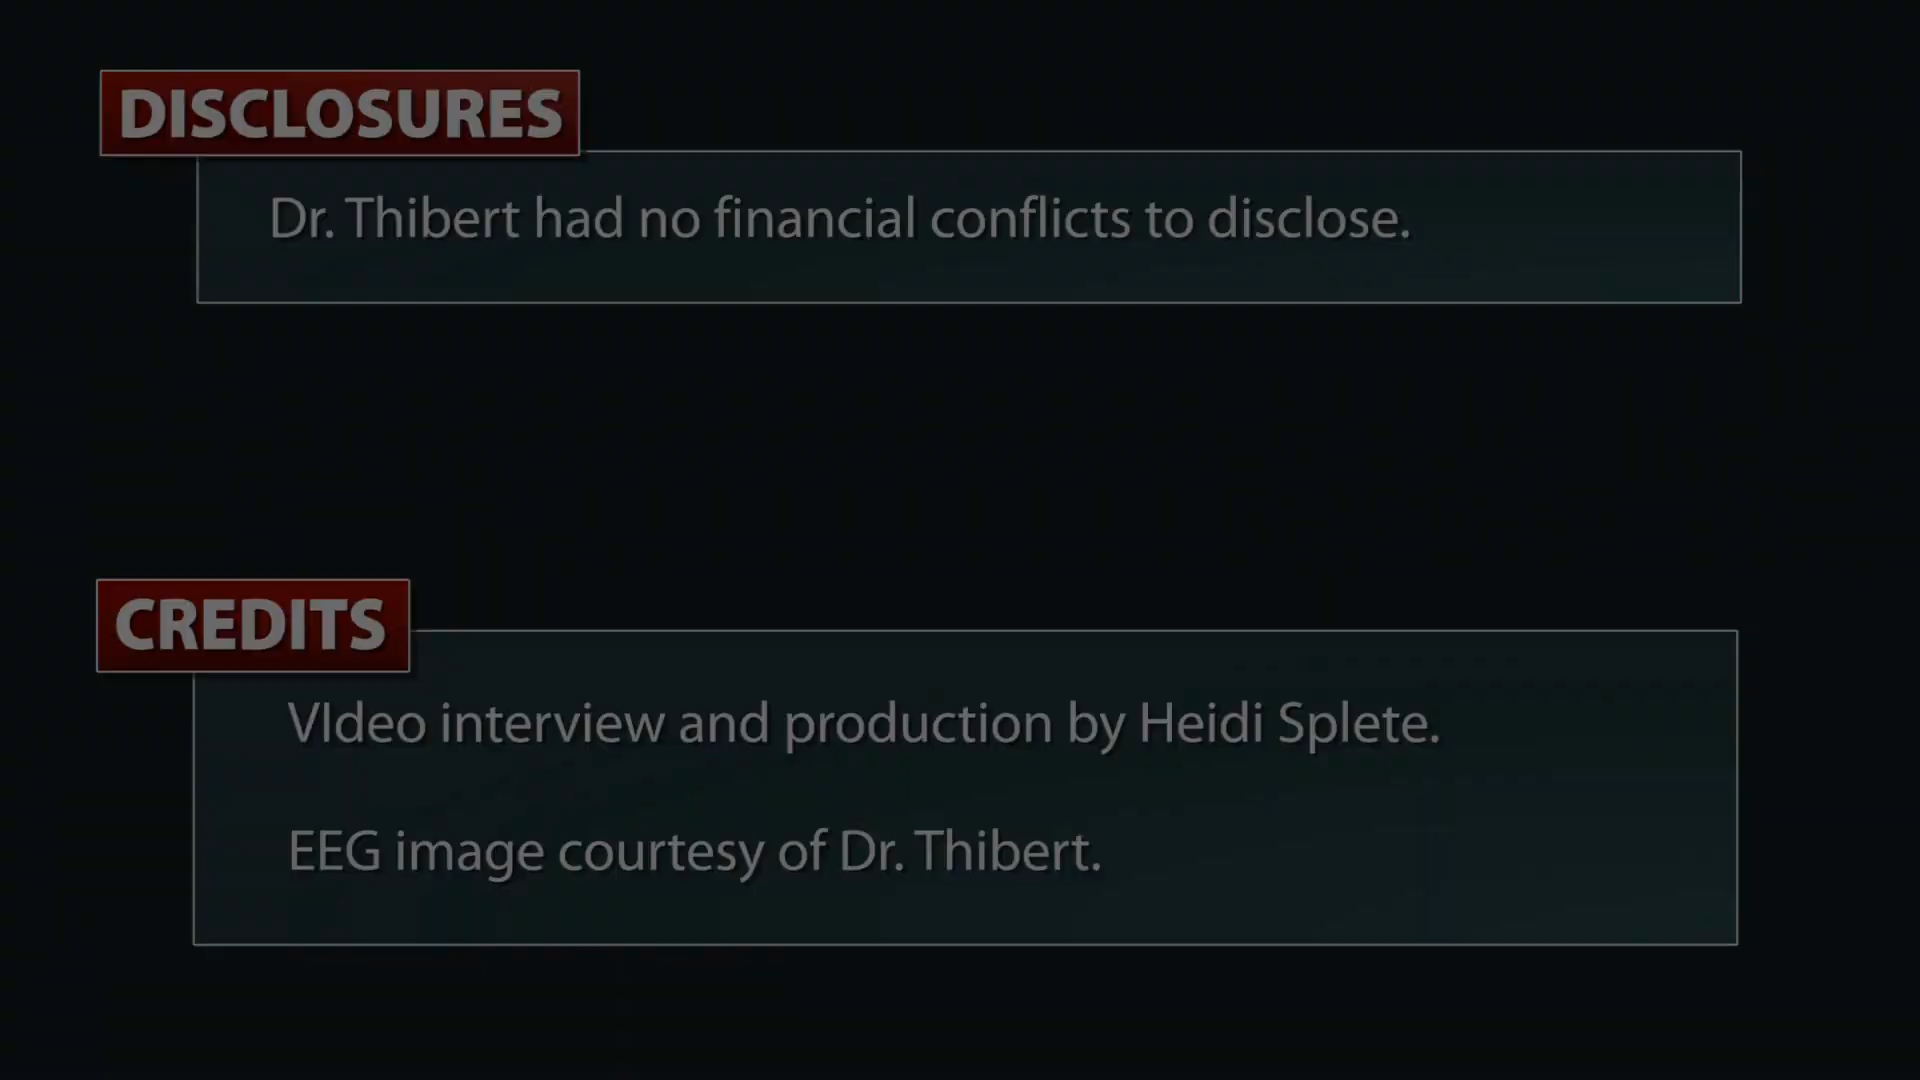 DISCLOSURES
Dr. Thibert had no financial conflicts to disclose.
CREDITS
VIdeo interview and production by Heidi Splete.
EEG image courtesy of Dr. Thibert.